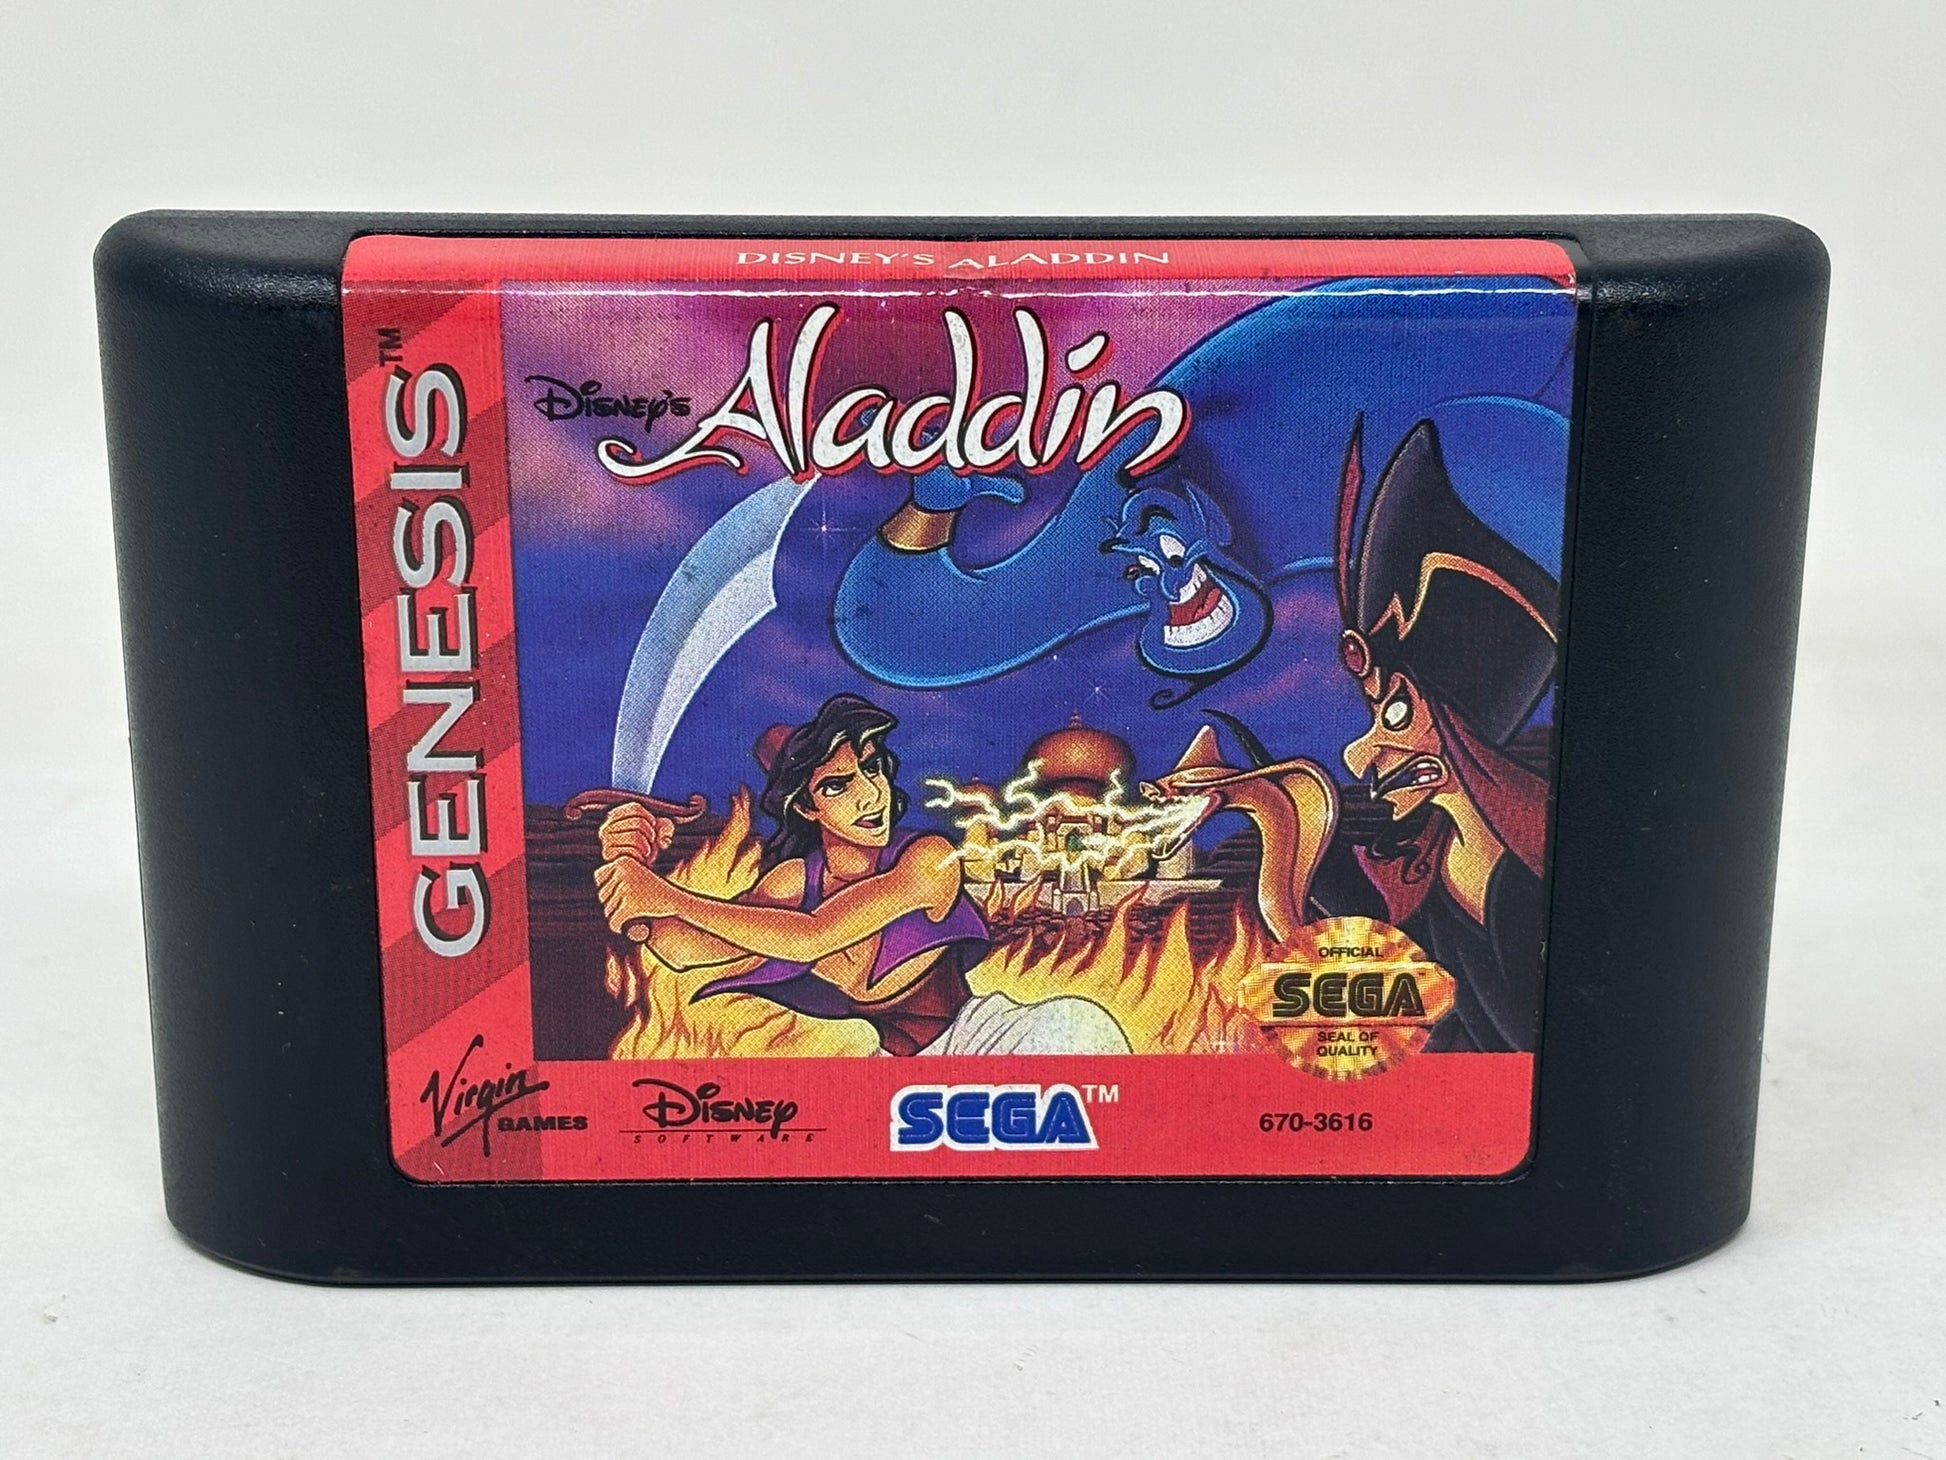 DISNEY'S ALADDIN
GENESIS™
DISNEY'S Aladdin
OFFICIAL
SEGA
SEAL OF
QUALITY
Virgin GAMES
DISNEY
SOFTWARE
SEGA™
670-3616